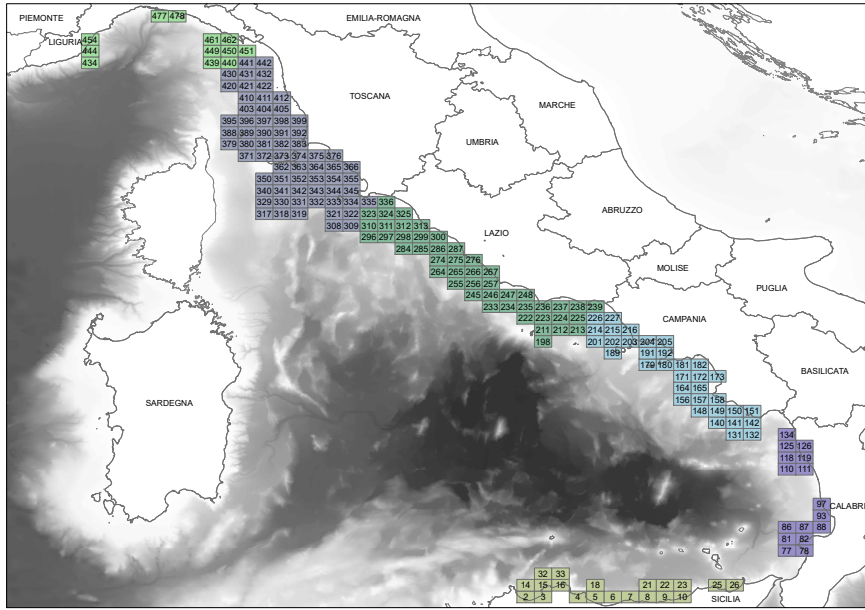 PIEMONTE
EMILIA-ROMAGNA
477 478
LIGURIA
454
461 462
444
449 450 451
434
439 440 441 442
430 431 432
420 421 422
TOSCANA
410 411 412
MARCHE
403 404 405
395 396 397 398 399
388 389 390 391 392
379 380 381 382 383
UMBRIA
371 372 373 374 375 376
362 363 364 365 366
350 351 352 353 354 355
340 341 342 343 344 345
329 330 331 332 333 334 335 336
ABRUZZO
317 318 319 321 322 323 324 325
308 309 310 311 312 313
LAZIO
296 297 298 299 300
284 285 286 287
274 275 276
264 265 266 267
MOLISE
255 256 257
PUGLIA
245 246 247 248
233 234 235 236 237 238 239
222 223 224 225 226 227
CAMPANIA
211 212 213 214 215 216
198 201 202 203 204 205
189 191 192
179 180 181 182
BASILICATA
171 172 173
164 165
156 157 158
SARDEGNA
148 149 150 151
140 141 142
131 132
134
125 126
118 119
110 111
97
CALABRI
93
86 87 88
81 82
77 78
32 33
14 15 16 18 21 22 23 25 26
2 3 4 5 6 7 8 9 10
SICILIA